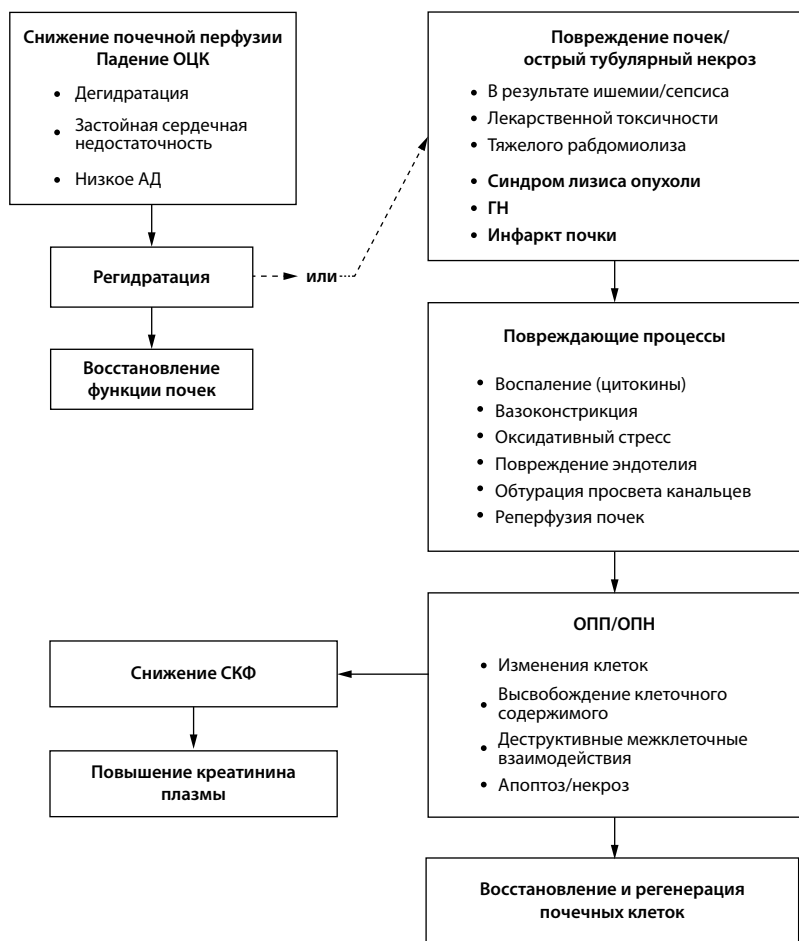 Снижение почечной перфузии
Падение ОЦК
• Дегидратация
• Застойная сердечная
недостаточность
• Низкое АД
Регидратация
или
Восстановление
функции почек
Повреждение почек/
острый тубулярный некроз
• В результате ишемии/сепсиса
• Лекарственной токсичности
• Тяжелого рабдомиолиза
• Синдром лизиса опухоли
• ГН
• Инфаркт почки
Повреждающие процессы
• Воспаление (цитокины)
• Вазоконстрикция
• Оксидативный стресс
• Повреждение эндотелия
• Обтурация просвета канальцев
• Реперфузия почек
ОПП/ОПН
• Изменения клеток
• Высвобождение клеточного
содержимого
• Деструктивные межклеточные
взаимодействия
• Апоптоз/некроз
Снижение СКФ
Повышение креатинина
плазмы
Восстановление и регенерация
почечных клеток